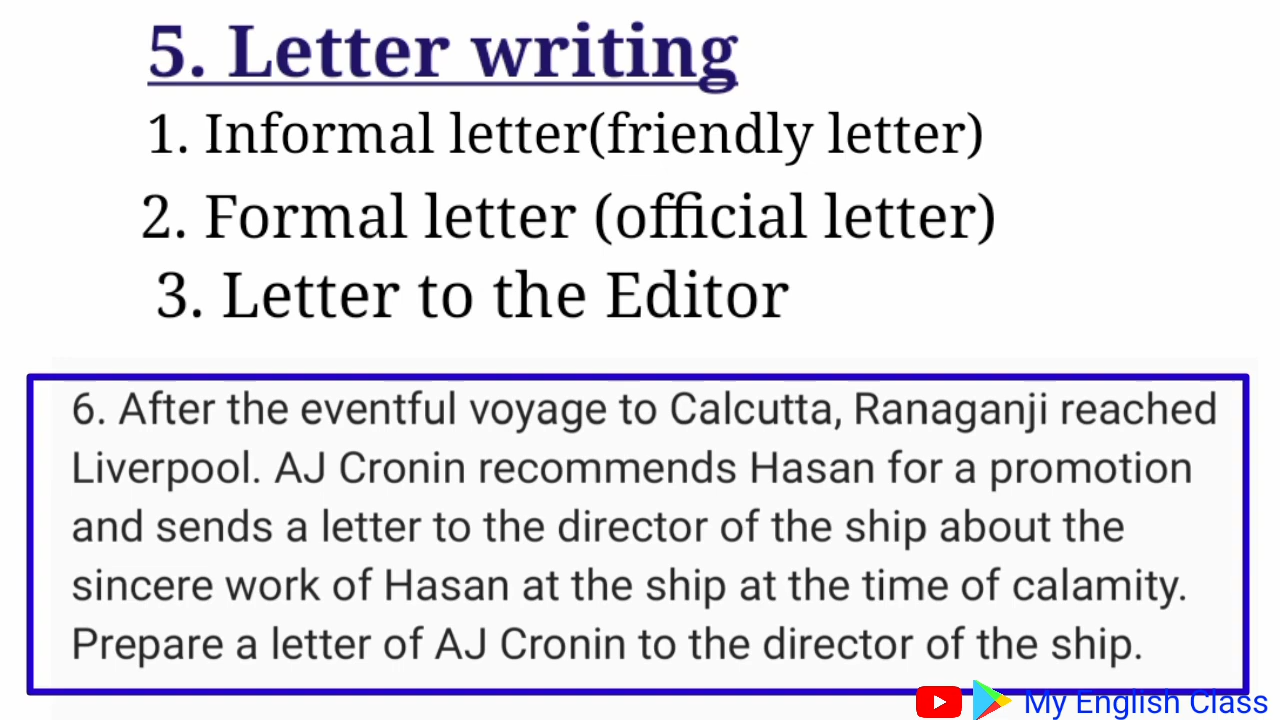 5. Letter writing
1. Informal letter(friendly letter)
2. Formal letter (official letter)
3. Letter to the Editor
6. After the eventful voyage to Calcutta, Ranaganji reached
Liverpool. AJ Cronin recommends Hasan for a promotion
and sends a letter to the director of the ship about the
sincere work of Hasan at the ship at the time of calamity.
Prepare a letter of AJ Cronin to the director of the ship.
My English Class